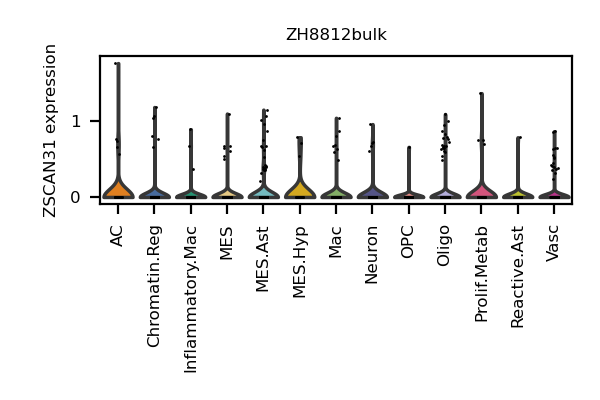 ZH8812bulk
ZSCAN31 expression
1
0
AC
Chromatin.Reg
Inflammatory.Mac
MES
MES.Ast
MES.Hyp
Mac
Neuron
OPC
Oligo
Prolif.Metab
Reactive.Ast
Vasc